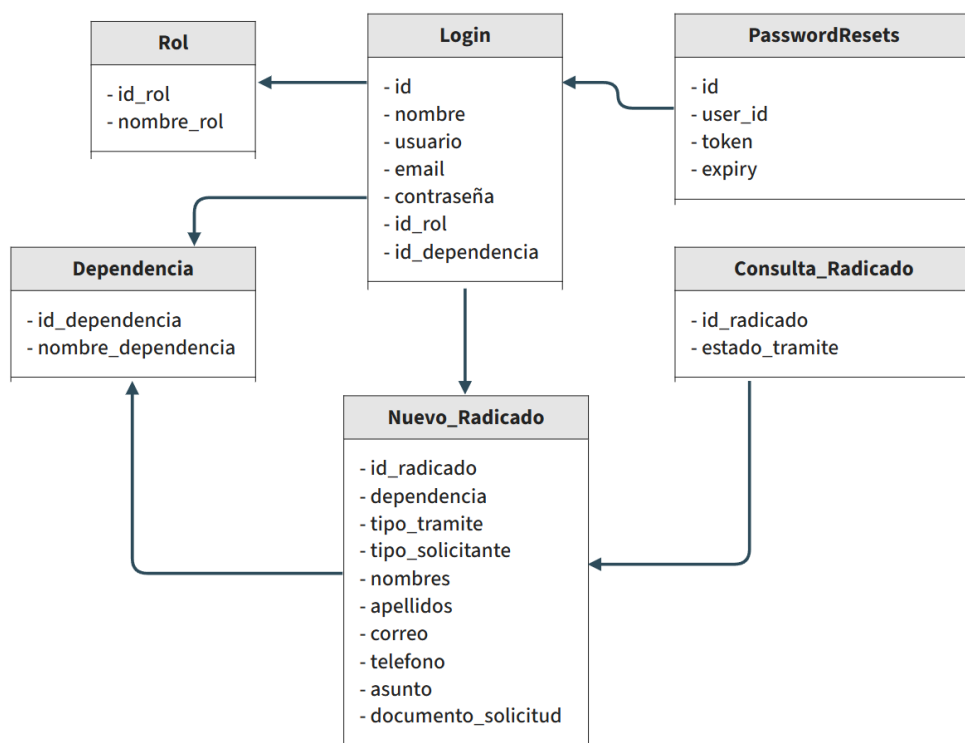 Rol
- id_rol
- nombre_rol
Login
- id
- nombre
- usuario
- email
- contraseña
- id_rol
- id_dependencia
PasswordResets
- id
- user_id
- token
- expiry
Dependencia
- id_dependencia
- nombre_dependencia
Consulta_Radicado
- id_radicado
- estado_tramite
Nuevo_Radicado
- id_radicado
- dependencia
- tipo_tramite
- tipo_solicitante
- nombres
- apellidos
- correo
- telefono
- asunto
- documento_solicitud